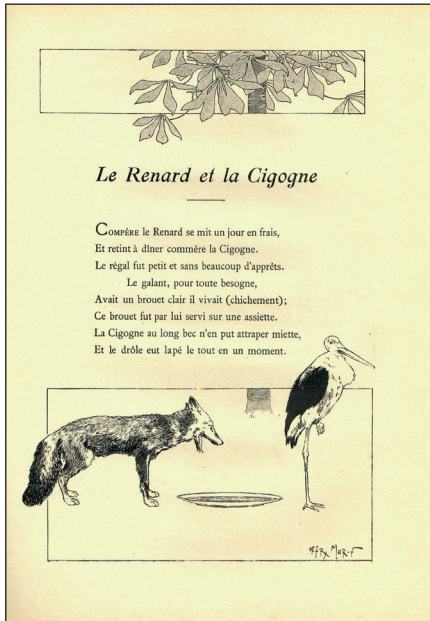 Le Renard et la Cigogne
COMPÈRE le Renard se mit un jour en frais,
Et retint à dîner commère la Cigogne.
Le régal fut petit et sans beaucoup d'apprêts.
Le galant, pour toute besogne,
Avait un brouet clair il vivait (chichement);
Ce brouet fut par lui servi sur une assiette.
La Cigogne au long bec n'en put attraper miette,
Et le drôle eut lapé le tout en un moment.